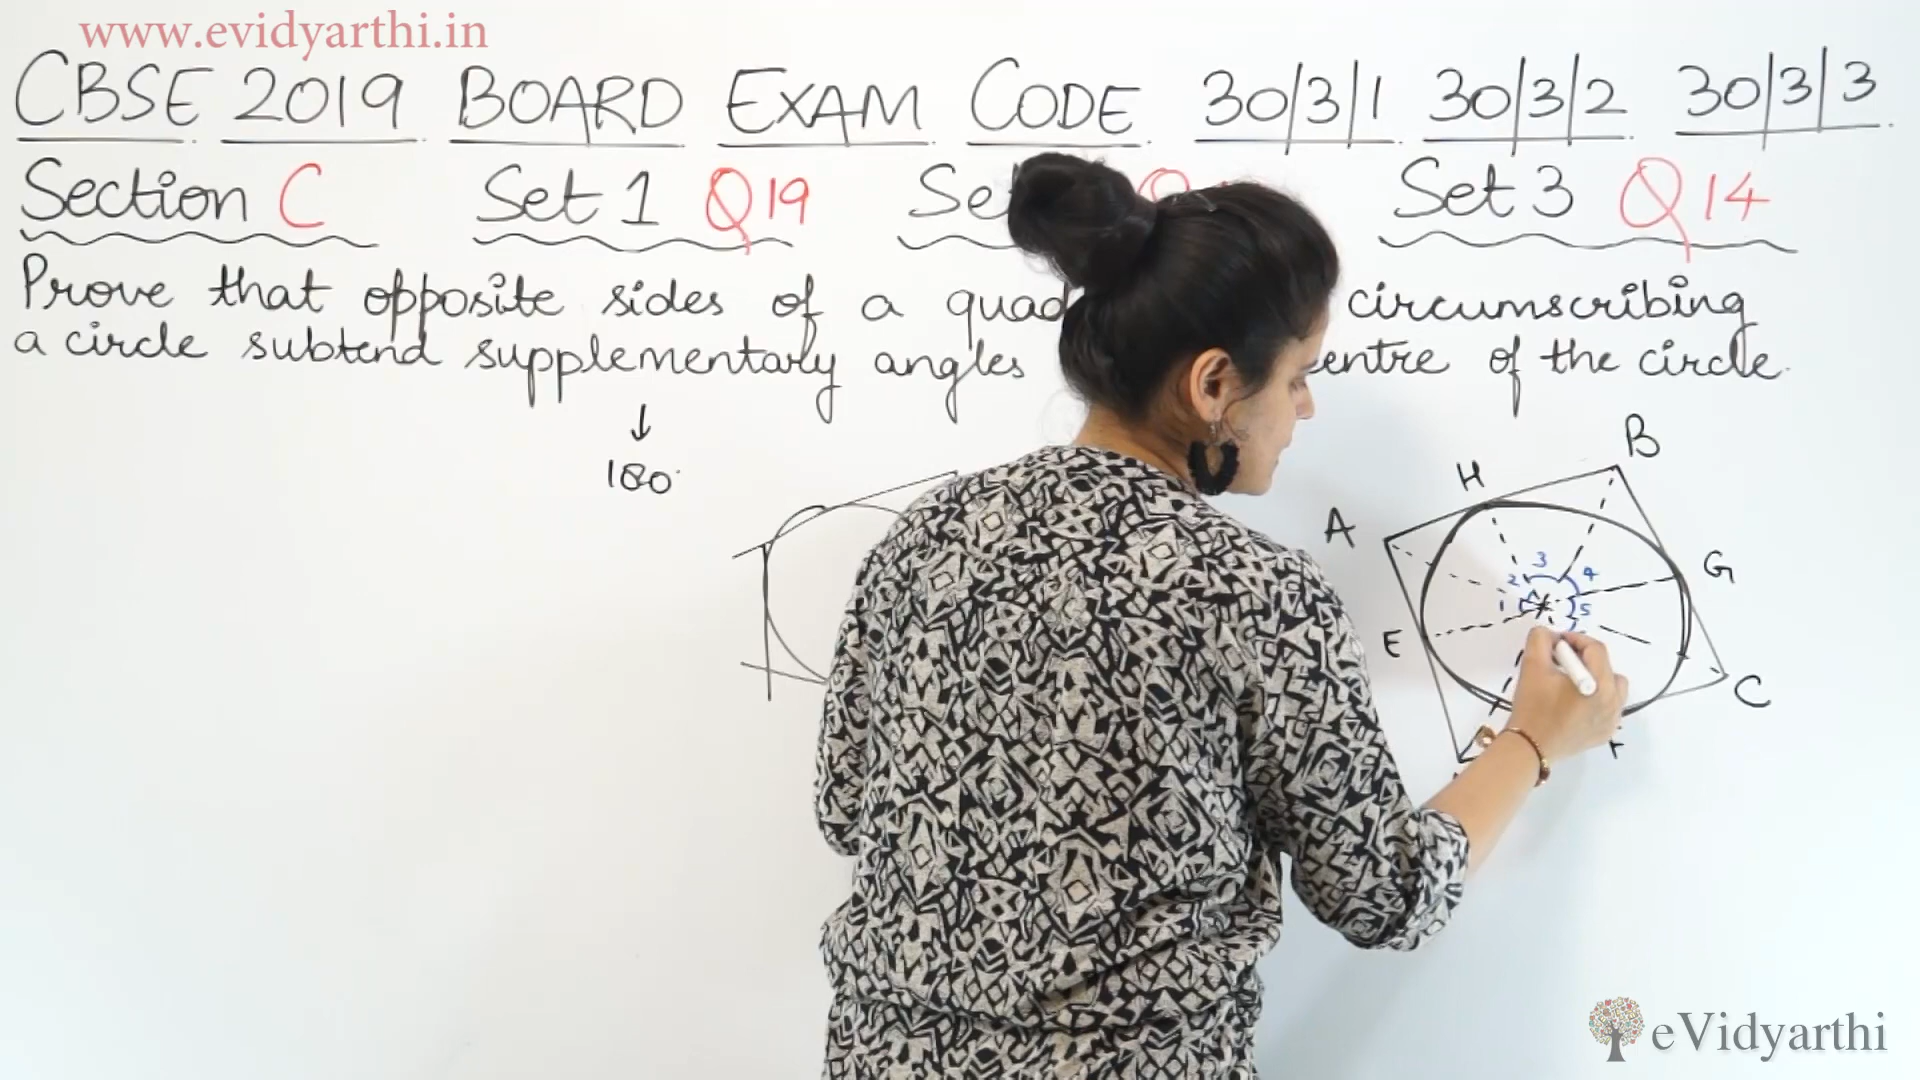 www.evidyarthi.in
CBSE 2019 BOARD EXAM CODE 30/3/1 30/3/2 30/3/3
Section C Set 1 Q19 Set 3 Q14
Prove that opposite sides of a circumscribing
a circle subtend supplementary angles of the circle.
↓
180°
B
H
A
G
3
2 4
1 5
E
C
eVidyarthi